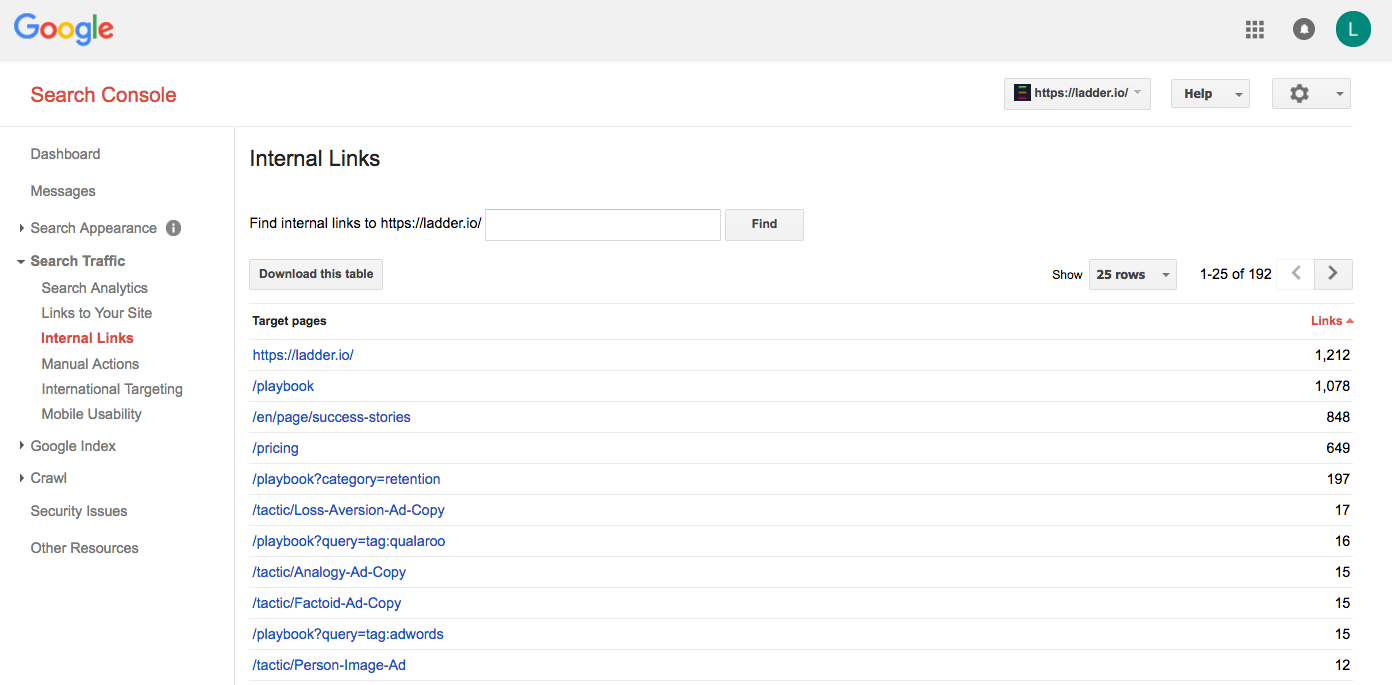 Google
L
Search Console
https://ladder.io/
Help
Dashboard
Messages
Search Appearance
Search Traffic
Search Analytics
Links to Your Site
Internal Links
Manual Actions
International Targeting
Mobile Usability
Google Index
Crawl
Security Issues
Other Resources
Internal Links
Find internal links to https://ladder.io/ Find
Download this table Show 25 rows 1-25 of 192
Target pages Links
https://ladder.io/ 1,212
/playbook 1,078
/en/page/success-stories 848
/pricing 649
/playbook?category=retention 197
/tactic/Loss-Aversion-Ad-Copy 17
/playbook?query=tag:qualaroo 16
/tactic/Analogy-Ad-Copy 15
/tactic/Factoid-Ad-Copy 15
/playbook?query=tag:adwords 15
/tactic/Person-Image-Ad 12